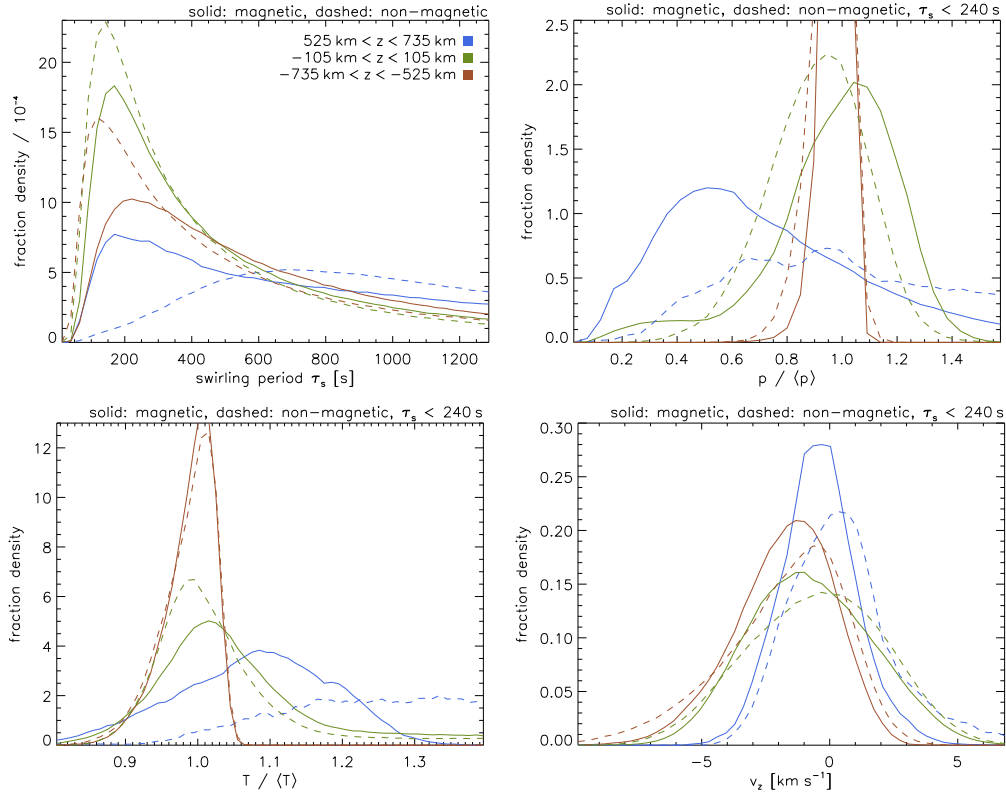 solid: magnetic, dashed: non-magnetic
525 km < z < 735 km
-105 km < z < 105 km
-735 km < z < -525 km
fraction density / 10⁻⁴
20
15
10
5
0
200 400 600 800 1000 1200
swirling period τₛ [s]
solid: magnetic, dashed: non-magnetic, τₛ < 240 s
fraction density
2.5
2.0
1.5
1.0
0.5
0.0
0.2 0.4 0.6 0.8 1.0 1.2 1.4
p / ⟨p⟩
solid: magnetic, dashed: non-magnetic, τₛ < 240 s
fraction density
12
10
8
6
4
2
0
0.9 1.0 1.1 1.2 1.3
T / ⟨T⟩
solid: magnetic, dashed: non-magnetic, τₛ < 240 s
fraction density
0.30
0.25
0.20
0.15
0.10
0.05
0.00
-5 0 5
v_z [km s⁻¹]